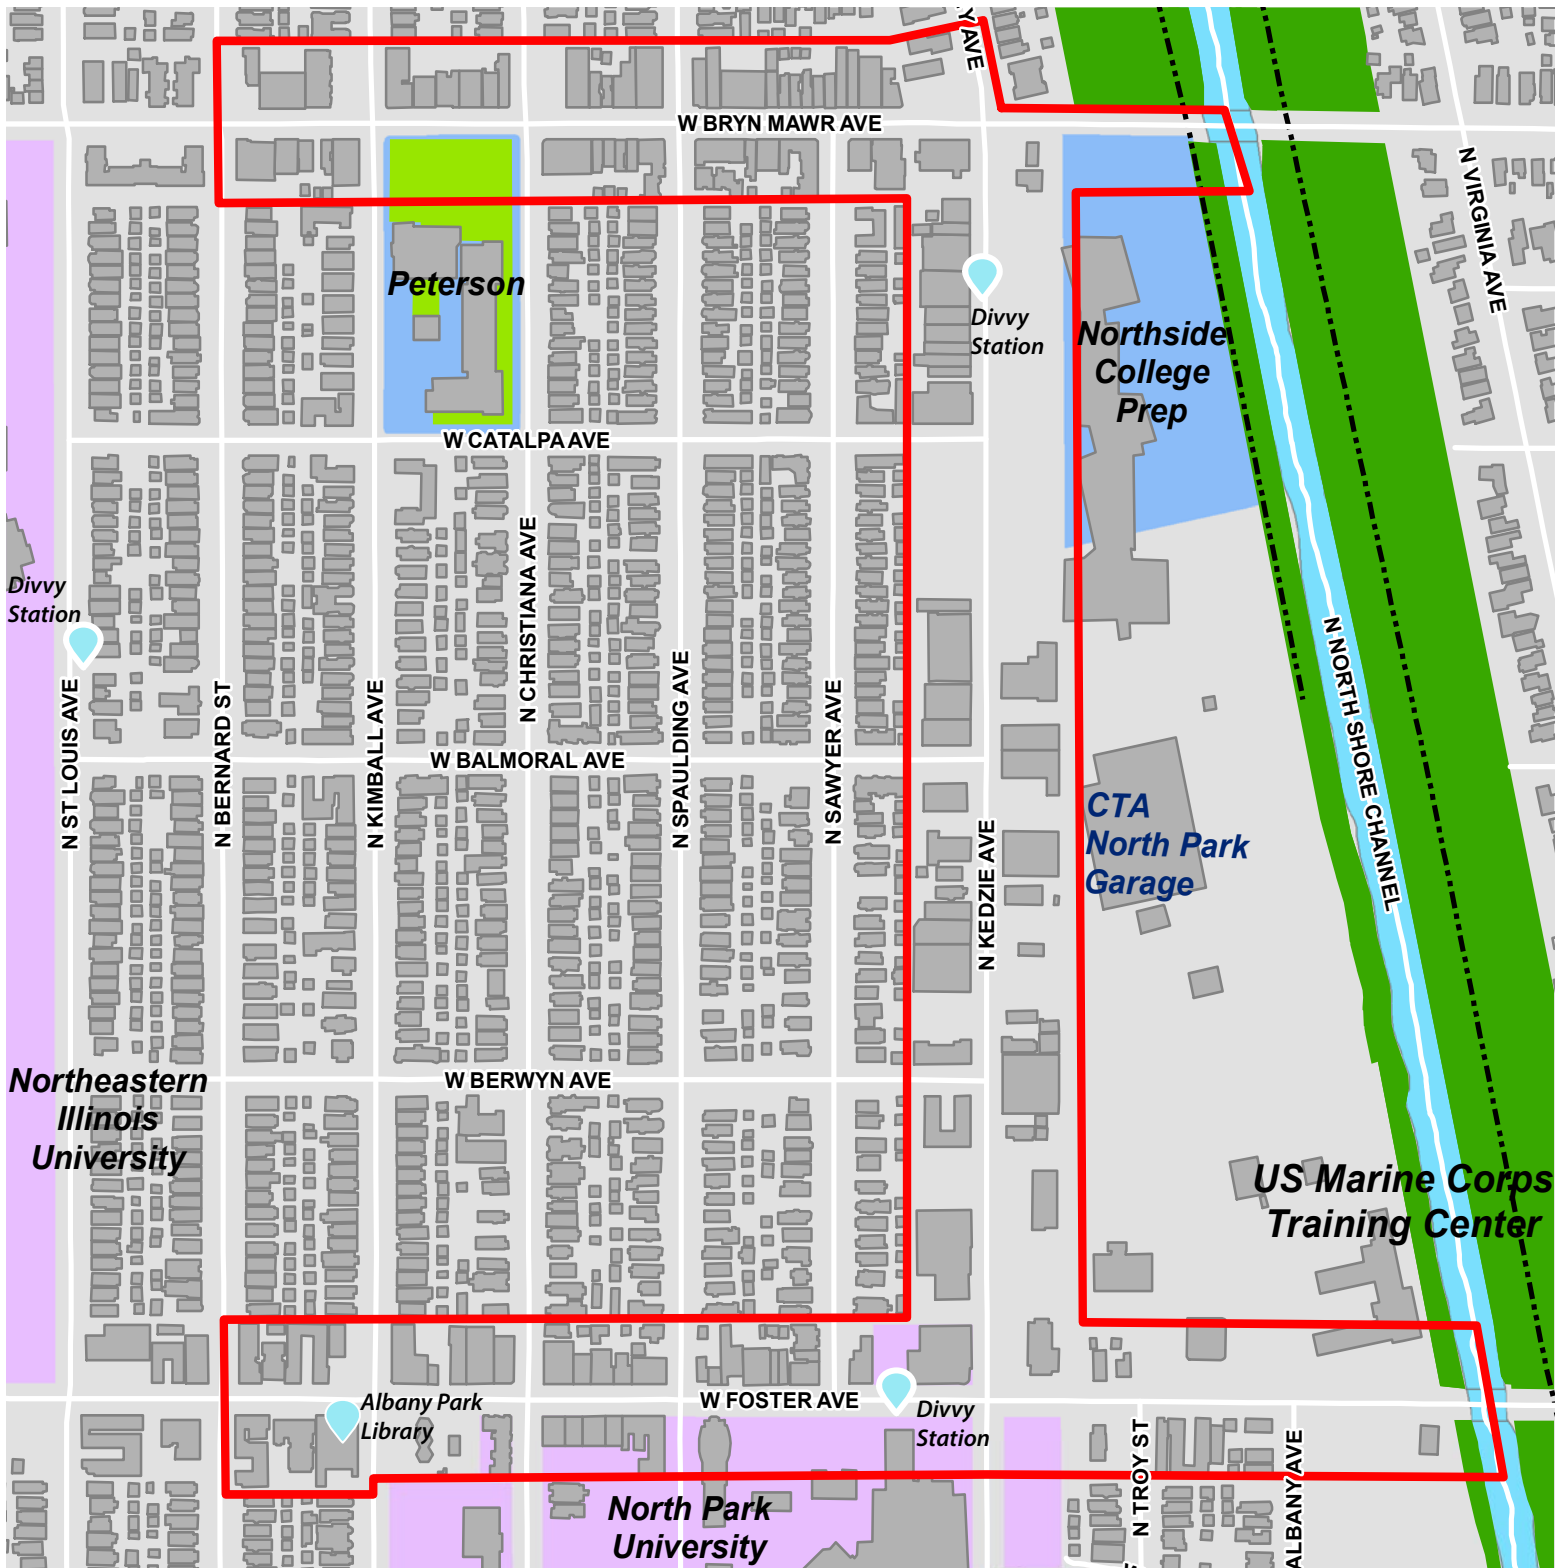 Y AVE
W BRYN MAWR AVE
N VIRGINIA AVE
Peterson
Divvy
Station
Northside
College
Prep
W CATALPA AVE
N CHRISTIANA AVE
Divvy
Station
N NORTH SHORE CHANNEL
N ST LOUIS AVE
N BERNARD ST
N KIMBALL AVE
N SPAULDING AVE
N SAWYER AVE
W BALMORAL AVE
N KEDZIE AVE
CTA
North Park
Garage
Northeastern
Illinois
University
W BERWYN AVE
US Marine Corps
Training Center
Albany Park
Library
W FOSTER AVE
Divvy
Station
N TROY ST
ALBANY AVE
North Park
University